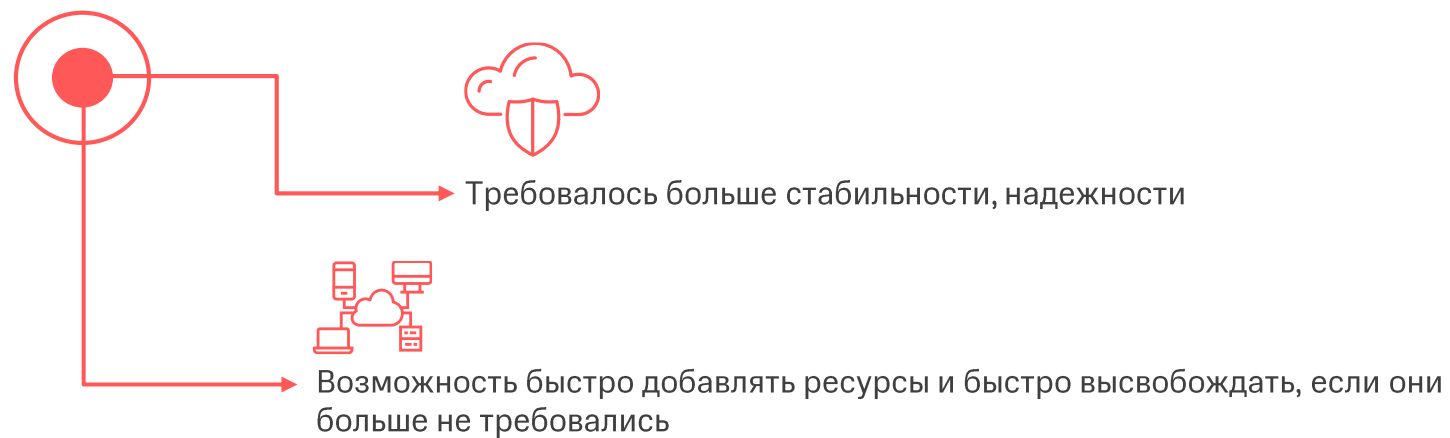 Требовалось больше стабильности, надежности
Возможность быстро добавлять ресурсы и быстро высвобождать, если они
больше не требовались